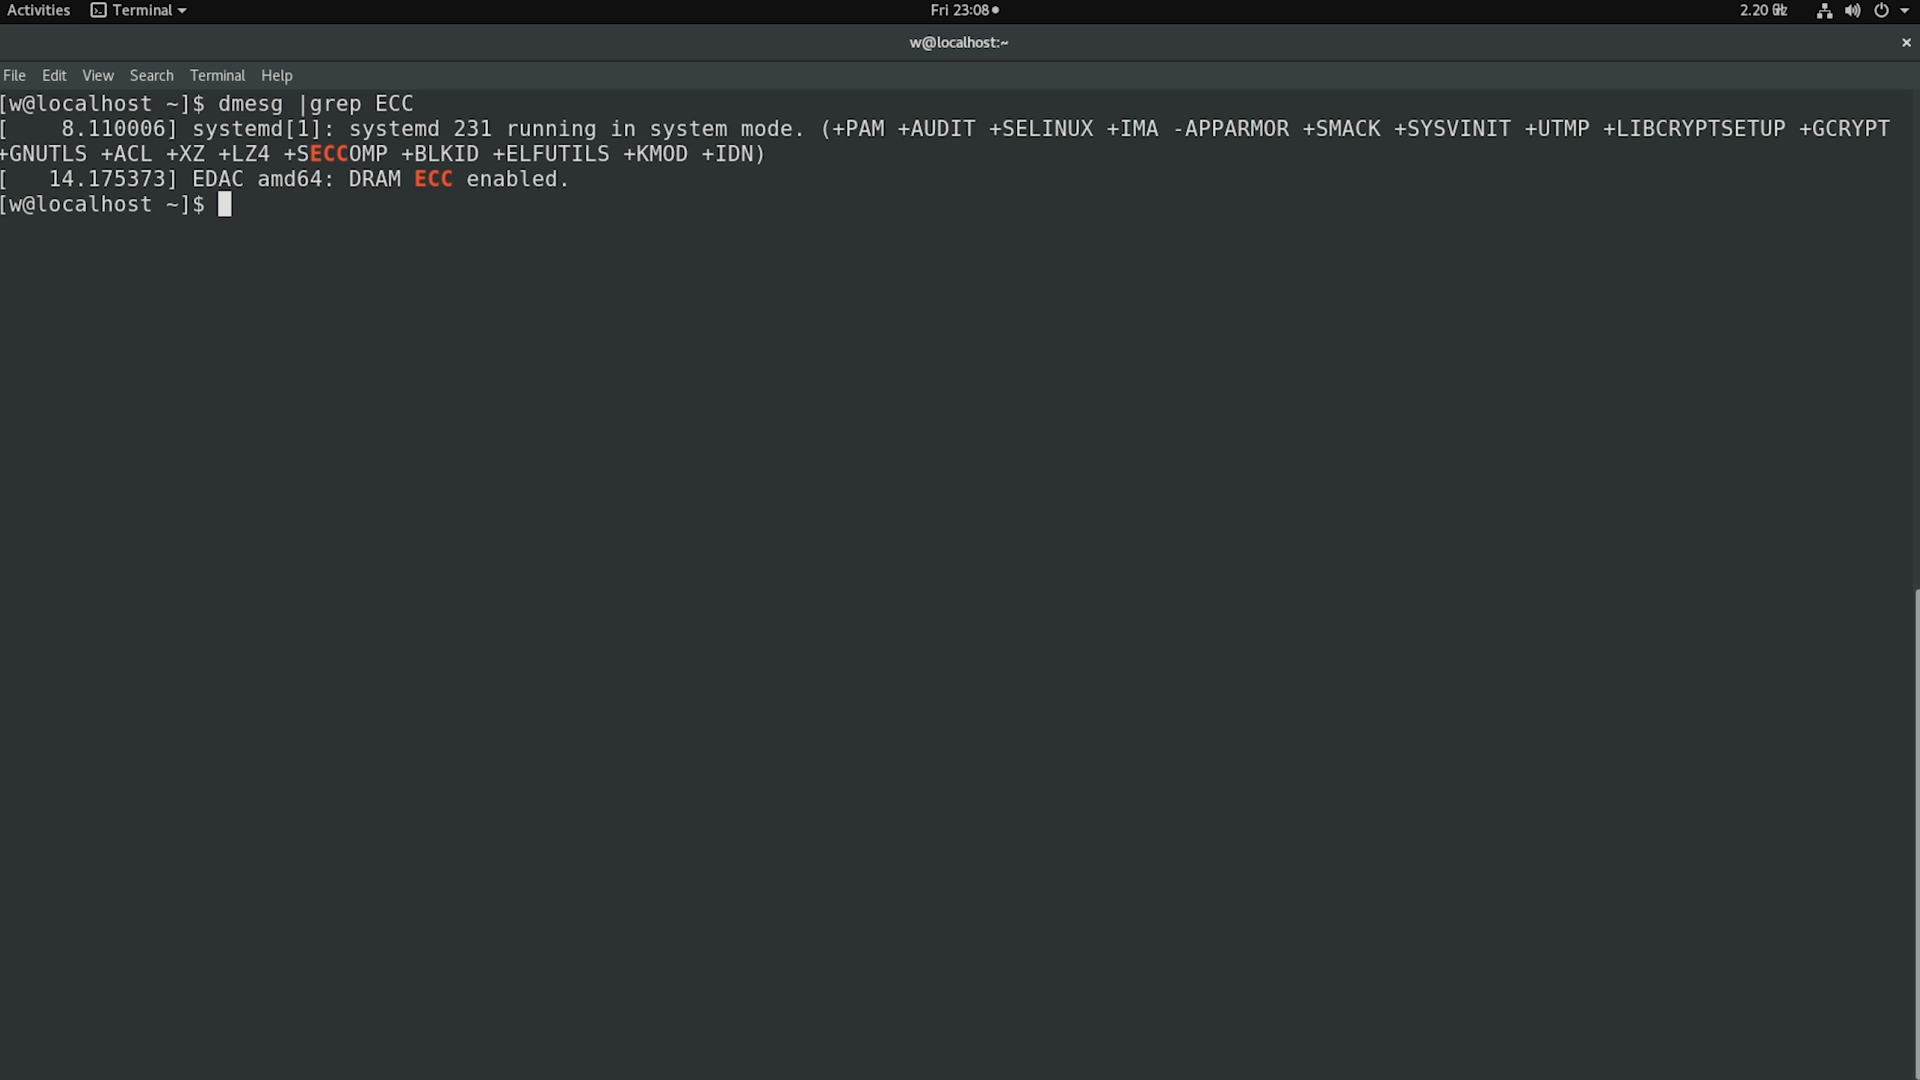 Activities Terminal Fri 23:08 2.20
w@localhost:~
File Edit View Search Terminal Help
[w@localhost ~]$ dmesg |grep ECC
[    8.110006] systemd[1]: systemd 231 running in system mode. (+PAM +AUDIT +SELINUX +IMA -APPARMOR +SMACK +SYSVINIT +UTMP +LIBCRYPTSETUP +GCRYPT
+GNUTLS +ACL +XZ +LZ4 +SECCOMP +BLKID +ELFUTILS +KMOD +IDN)
[   14.175373] EDAC amd64: DRAM ECC enabled.
[w@localhost ~]$